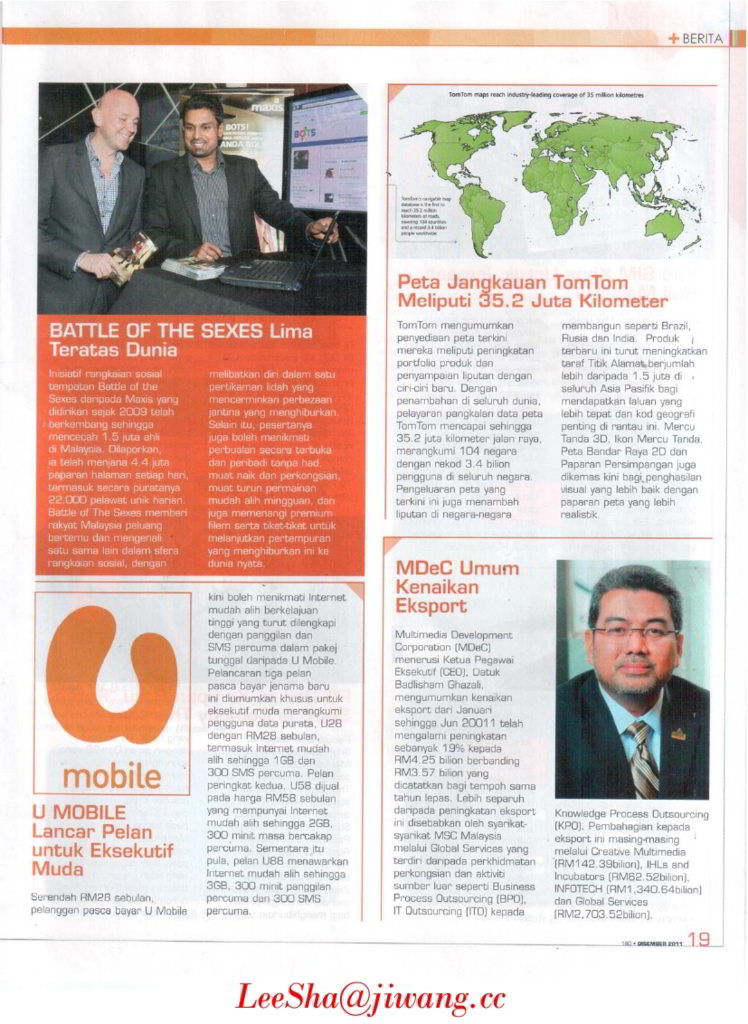 + BERITA
maxis
BOTS!
ANDA BOL
BOTS
BATTLE OF THE SEXES Lima
Teratas Dunia
Inisiatif rangkaian sosial
tempatan Battle of the
Sexes daripada Maxis yang
didirikan sejak 2009 telah
berkembang sehingga
mencecah 1.5 juta ahli
di Malaysia. Dilaporkan,
ia telah menjana 4.4 juta
paparan halaman setiap hari,
termasuk secara puratanya
22,000 pelawat unik harian.
Battle of The Sexes memberi
rakyat Malaysia peluang
bertemu dan mengenali
satu sama lain dalam sfera
rangkaian sosial, dengan
melibatkan diri dalam satu
pertikaman lidah yang
mencerminkan perbezaan
jantina yang menghiburkan.
Selain itu, pesertanya
juga boleh menikmati
perbualan secara terbuka
dan peribadi tanpa had,
muat naik dan perkongsian,
muat turun permainan
mudah alih mingguan, dan
juga memenangi premium
filem serta tiket-tiket untuk
melanjutkan pertempuran
yang menghiburkan ini ke
dunia nyata.
mobile
U MOBILE
Lancar Pelan
untuk Eksekutif
Muda
Serendah RM28 sebulan,
pelanggan pasca bayar U Mobile
kini boleh menikmati Internet
mudah alih berkelajuan
tinggi yang turut dilengkapi
dengan panggilan dan
SMS percuma dalam pakej
tunggal daripada U Mobile.
Pelancaran tiga pelan
pasca bayar jenama baru
ini diumumkan khusus untuk
eksekutif muda merangkumi
pengguna data purata, U28
dengan RM28 sebulan,
termasuk Internet mudah
alih sehingga 1GB dan
300 SMS percuma. Pelan
peringkat kedua, U58 dijual
pada harga RM58 sebulan
yang mempunyai Internet
mudah alih sehingga 2GB,
300 minit masa bercakap
percuma. Sementara itu
pula, pelan U88 menawarkan
Internet mudah alih sehingga
3GB, 300 minit panggilan
percuma dan 300 SMS
percuma.
TomTom maps reach industry-leading coverage of 35 million kilometres
TomTom's navigable map
database is the first to
reach 35.2 million
kilometres of roads,
covering 104 countries
and a record 3.4 billion
people worldwide.
Peta Jangkauan TomTom
Meliputi 35.2 Juta Kilometer
TomTom mengumumkan
penyediaan peta terkini
mereka meliputi peningkatan
portfolio produk dan
penyampaian liputan dengan
ciri-ciri baru. Dengan
penambahan di seluruh dunia,
pelayaran pangkalan data peta
TomTom mencapai sehingga
35.2 juta kilometer jalan raya,
merangkumi 104 negara
dengan rekod 3.4 bilion
pengguna di seluruh negara.
Pengeluaran peta yang
terkini ini juga menambah
liputan di negara-negara
membangun seperti Brazil,
Rusia dan India. Produk
terbaru ini turut meningkatkan
taraf Titik Alamat berjumlah
lebih daripada 1.5 juta di
seluruh Asia Pasifik bagi
mendapatkan laluan yang
lebih tepat dan kod geografi
penting di rantau ini. Mercu
Tanda 3D, Ikon Mercu Tanda,
Peta Bandar Raya 2D dan
Paparan Persimpangan juga
dikemas kini bagi penghasilan
visual yang lebih baik dengan
paparan peta yang lebih
realistik.
MDeC Umum
Kenaikan
Eksport
Multimedia Development
Corporation (MDeC)
menerusi Ketua Pegawai
Eksekutif (CEO), Datuk
Badlisham Ghazali,
mengumumkan kenaikan
eksport dari Januari
sehingga Jun 20011 telah
mengalami peningkatan
sebanyak 19% kepada
RM4.25 bilion berbanding
RM3.57 bilion yang
dicatatkan bagi tempoh sama
tahun lepas. Lebih separuh
daripada peningkatan eksport
ini disebabkan oleh syarikat-
syarikat MSC Malaysia
melalui Global Services yang
terdiri daripada perkhidmatan
perkongsian dan aktiviti
sumber luar seperti Business
Process Outsourcing (BPO),
IT Outsourcing (ITO) kepada
Knowledge Process Outsourcing
(KPO). Pembahagian kepada
eksport ini masing-masing
melalui Creative Multimedia
(RM142.39bilion), IHLs and
Incubators (RM62.52bilion),
INFOTECH (RM1,340.64bilion)
dan Global Services
(RM2,703.52bilion).
180 • DISEMBER 2011 19
LeeSha@jiwang.cc